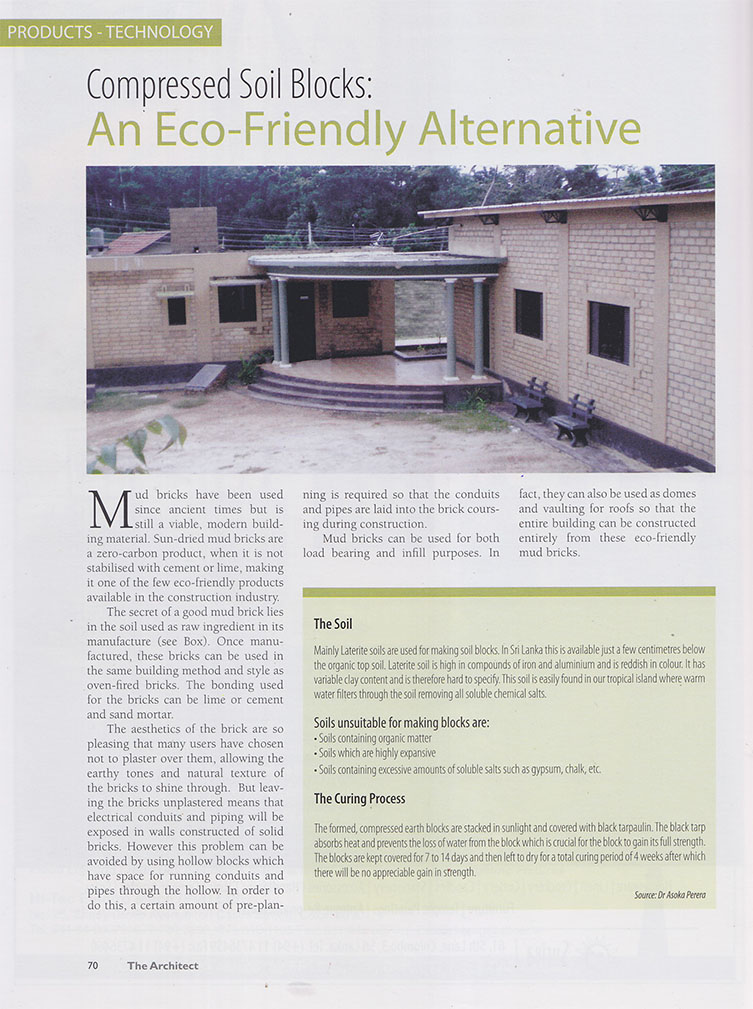 PRODUCTS - TECHNOLOGY
Compressed Soil Blocks:
An Eco-Friendly Alternative
Mud bricks have been used
since ancient times but is
still a viable, modern build-
ing material. Sun-dried mud bricks are
a zero-carbon product, when it is not
stabilised with cement or lime, making
it one of the few eco-friendly products
available in the construction industry.
The secret of a good mud brick lies
in the soil used as raw ingredient in its
manufacture (see Box). Once manu-
factured, these bricks can be used in
the same building method and style as
oven-fired bricks. The bonding used
for the bricks can be lime or cement
and sand mortar.
The aesthetics of the brick are so
pleasing that many users have chosen
not to plaster over them, allowing the
earthy tones and natural texture of
the bricks to shine through. But leav-
ing the bricks unplastered means that
electrical conduits and piping will be
exposed in walls constructed of solid
bricks. However this problem can be
avoided by using hollow blocks which
have space for running conduits and
pipes through the hollow. In order to
do this, a certain amount of pre-plan-
ning is required so that the conduits
and pipes are laid into the brick cours-
ing during construction.
Mud bricks can be used for both
load bearing and infill purposes. In
fact, they can also be used as domes
and vaulting for roofs so that the
entire building can be constructed
entirely from these eco-friendly
mud bricks.
The Soil
Mainly Laterite soils are used for making soil blocks. In Sri Lanka this is available just a few centimetres below
the organic top soil. Laterite soil is high in compounds of iron and aluminium and is reddish in colour. It has
variable clay content and is therefore hard to specify. This soil is easily found in our tropical island where warm
water filters through the soil removing all soluble chemical salts.
Soils unsuitable for making blocks are:
• Soils containing organic matter
• Soils which are highly expansive
• Soils containing excessive amounts of soluble salts such as gypsum, chalk, etc.
The Curing Process
The formed, compressed earth blocks are stacked in sunlight and covered with black tarpaulin. The black tarp
absorbs heat and prevents the loss of water from the block which is crucial for the block to gain its full strength.
The blocks are kept covered for 7 to 14 days and then left to dry for a total curing period of 4 weeks after which
there will be no appreciable gain in strength.
Source: Dr Asoka Perera
70 The Architect